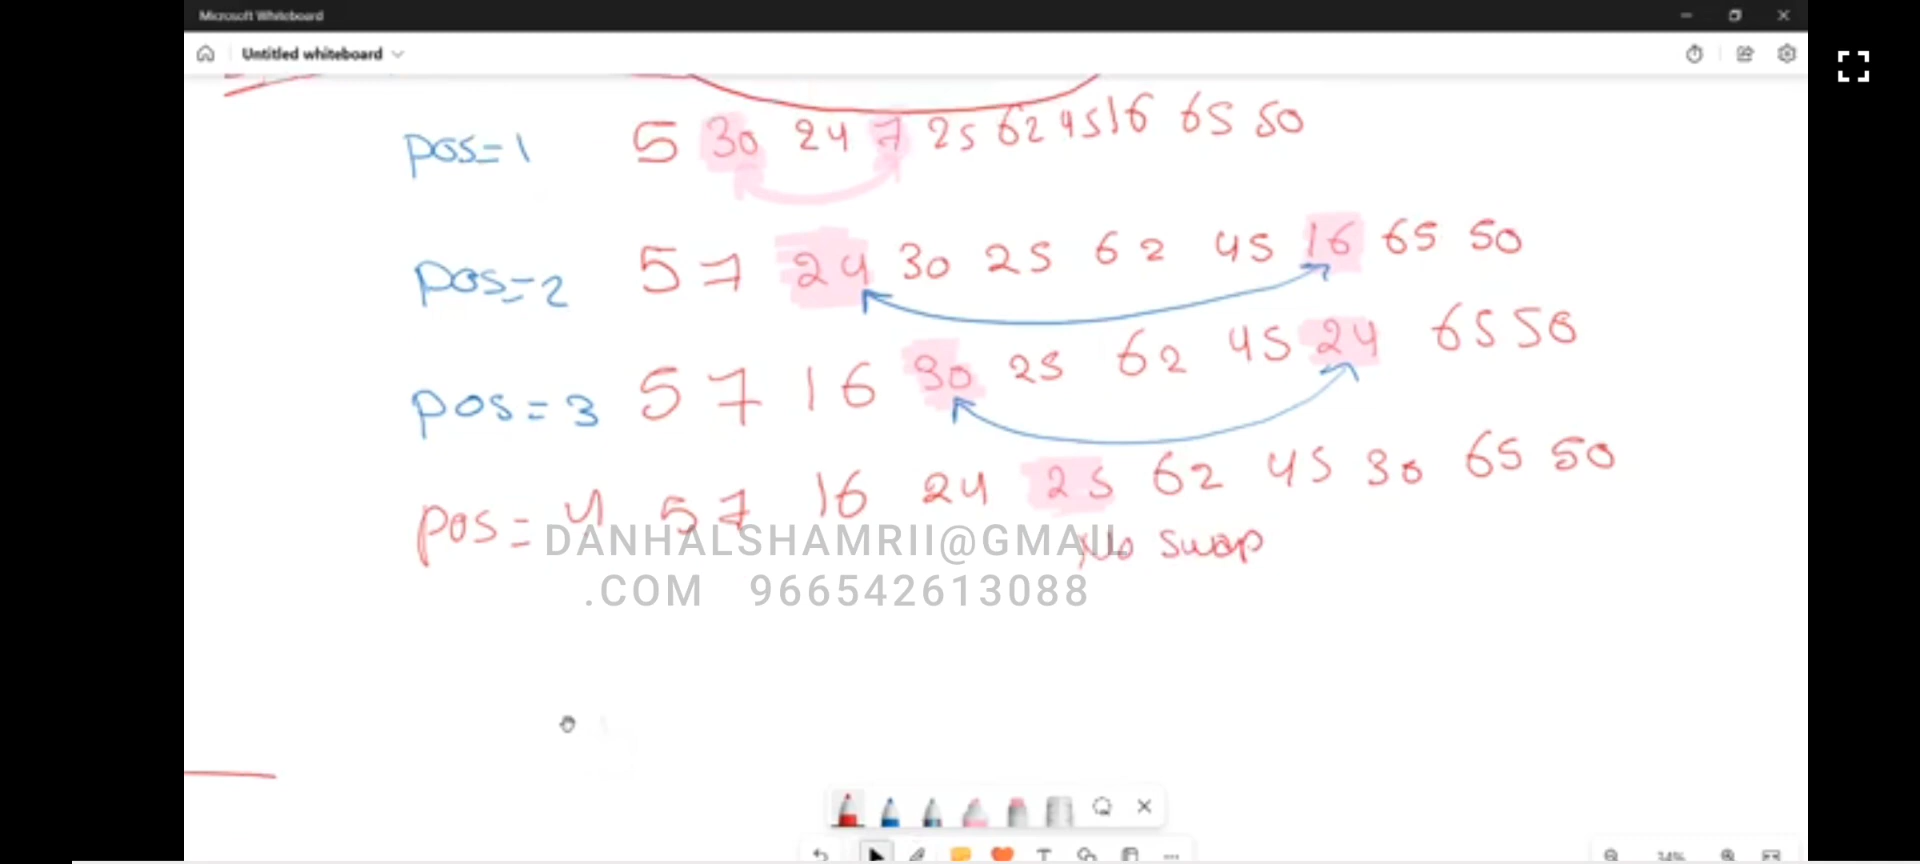 Microsoft Whiteboard
Untitled whiteboard
pos=1 5 30 24 7 25 62 45 16 65 50
pos=2 5 7 24 30 25 62 45 16 65 50
pos=3 5 7 16 30 25 62 45 24 65 50
pos=4 5 7 16 24 25 62 45 30 65 50
No swap
DANHALSHAMRII@GMAIL
.COM 966542613088
34%